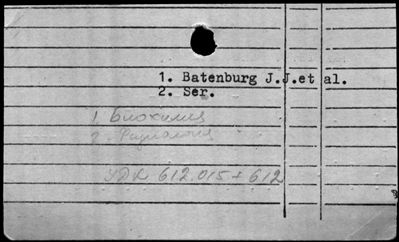 1. Batenburg J.J.et al.
2. Ser.
1. Биохимия
2. Физиология
УДК 612.015+612